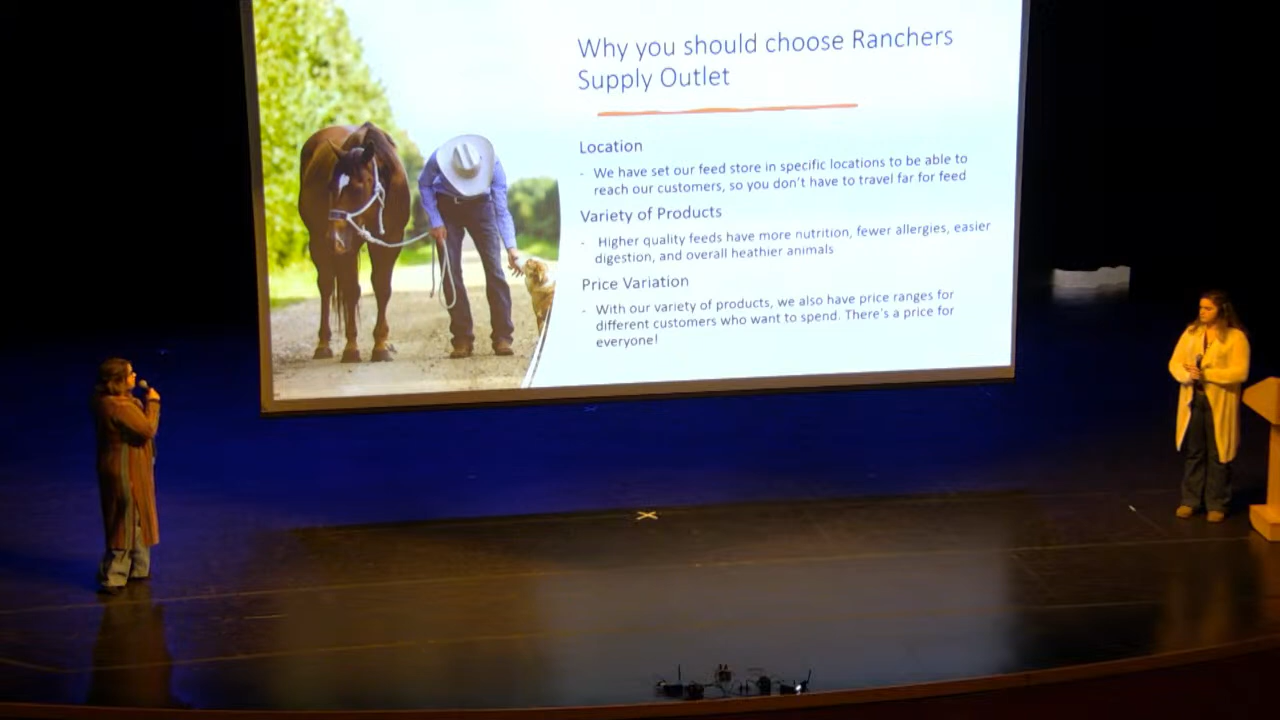 Why you should choose Ranchers
Supply Outlet
Location
- We have set our feed store in specific locations to be able to
reach our customers, so you don't have to travel far for feed
Variety of Products
- Higher quality feeds have more nutrition, fewer allergies, easier
digestion, and overall heathier animals
Price Variation
- With our variety of products, we also have price ranges for
different customers who want to spend. There's a price for
everyone!